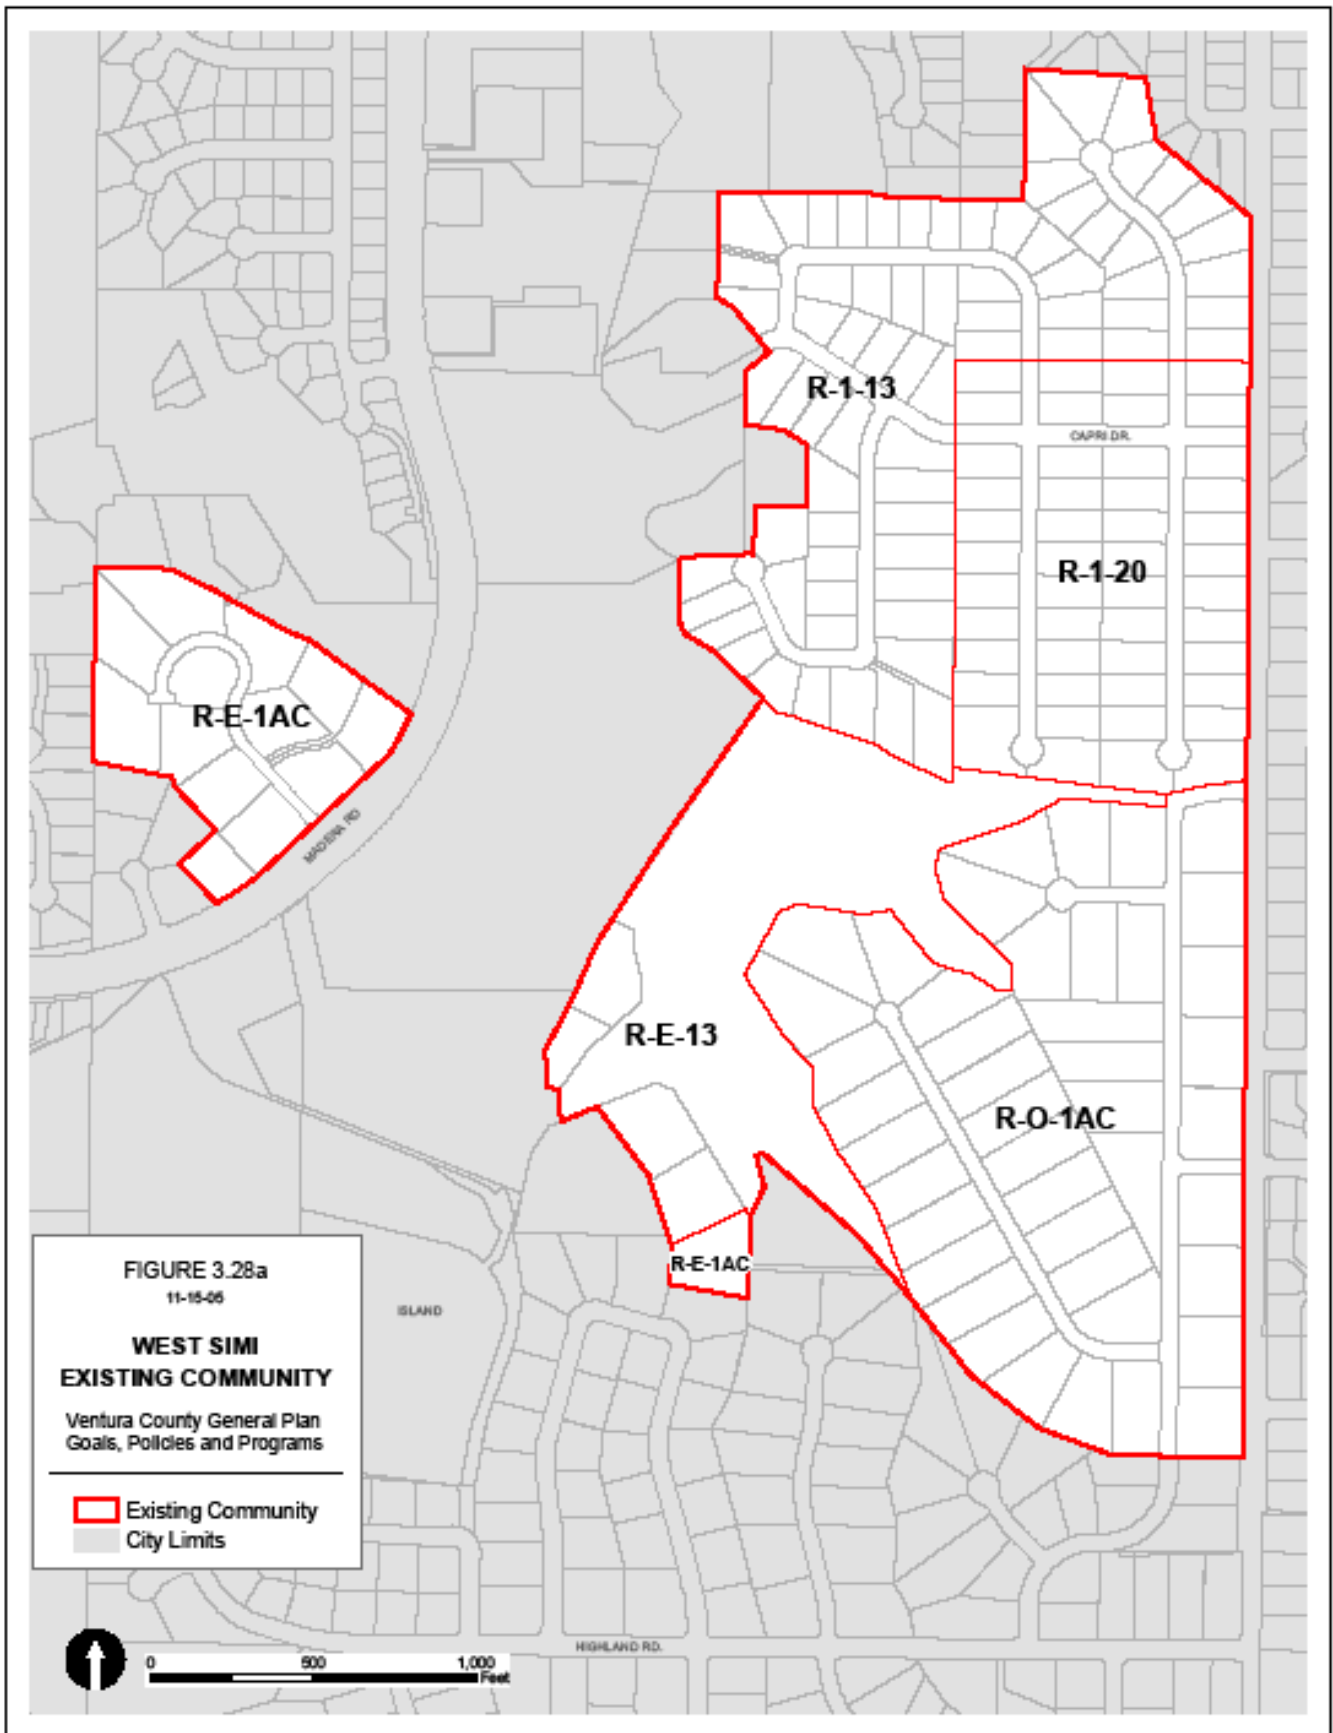 R-1-13
CAPRI DR.
R-1-20
R-E-1AC
MADERA RD
R-E-13
R-O-1AC
R-E-1AC
ISLAND
FIGURE 3.28a
11-15-05
WEST SIMI
EXISTING COMMUNITY
Ventura County General Plan
Goals, Policies and Programs
Existing Community
City Limits
HIGHLAND RD.
0 500 1,000
Feet